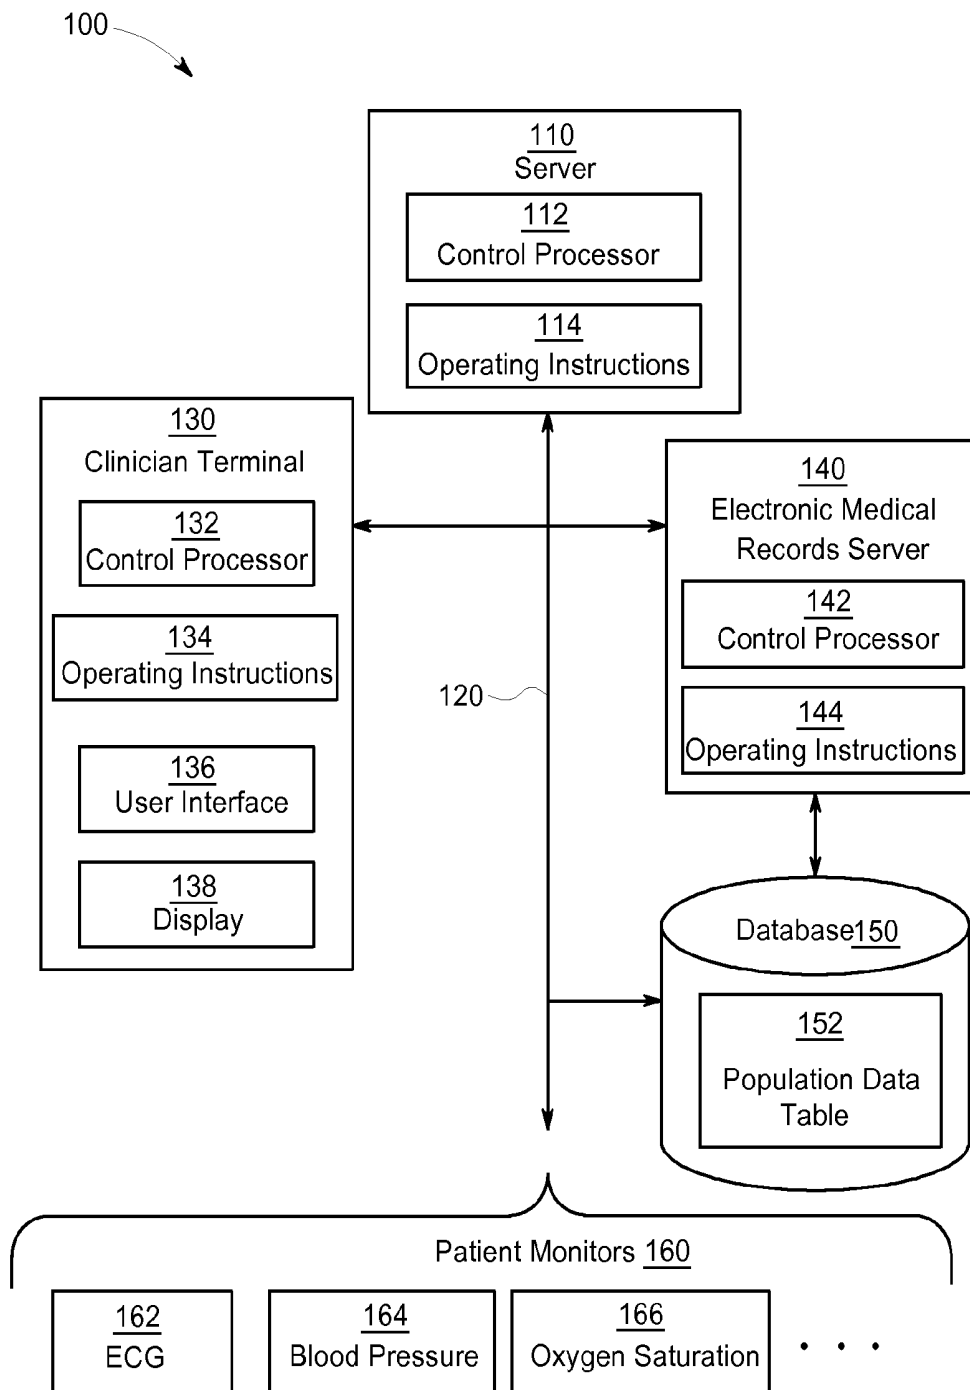 100
110
Server
112
Control Processor
114
Operating Instructions
130
Clinician Terminal
132
Control Processor
134
Operating Instructions
136
User Interface
138
Display
120
140
Electronic Medical
Records Server
142
Control Processor
144
Operating Instructions
Database 150
152
Population Data
Table
Patient Monitors 160
162
ECG
164
Blood Pressure
166
Oxygen Saturation
. . .